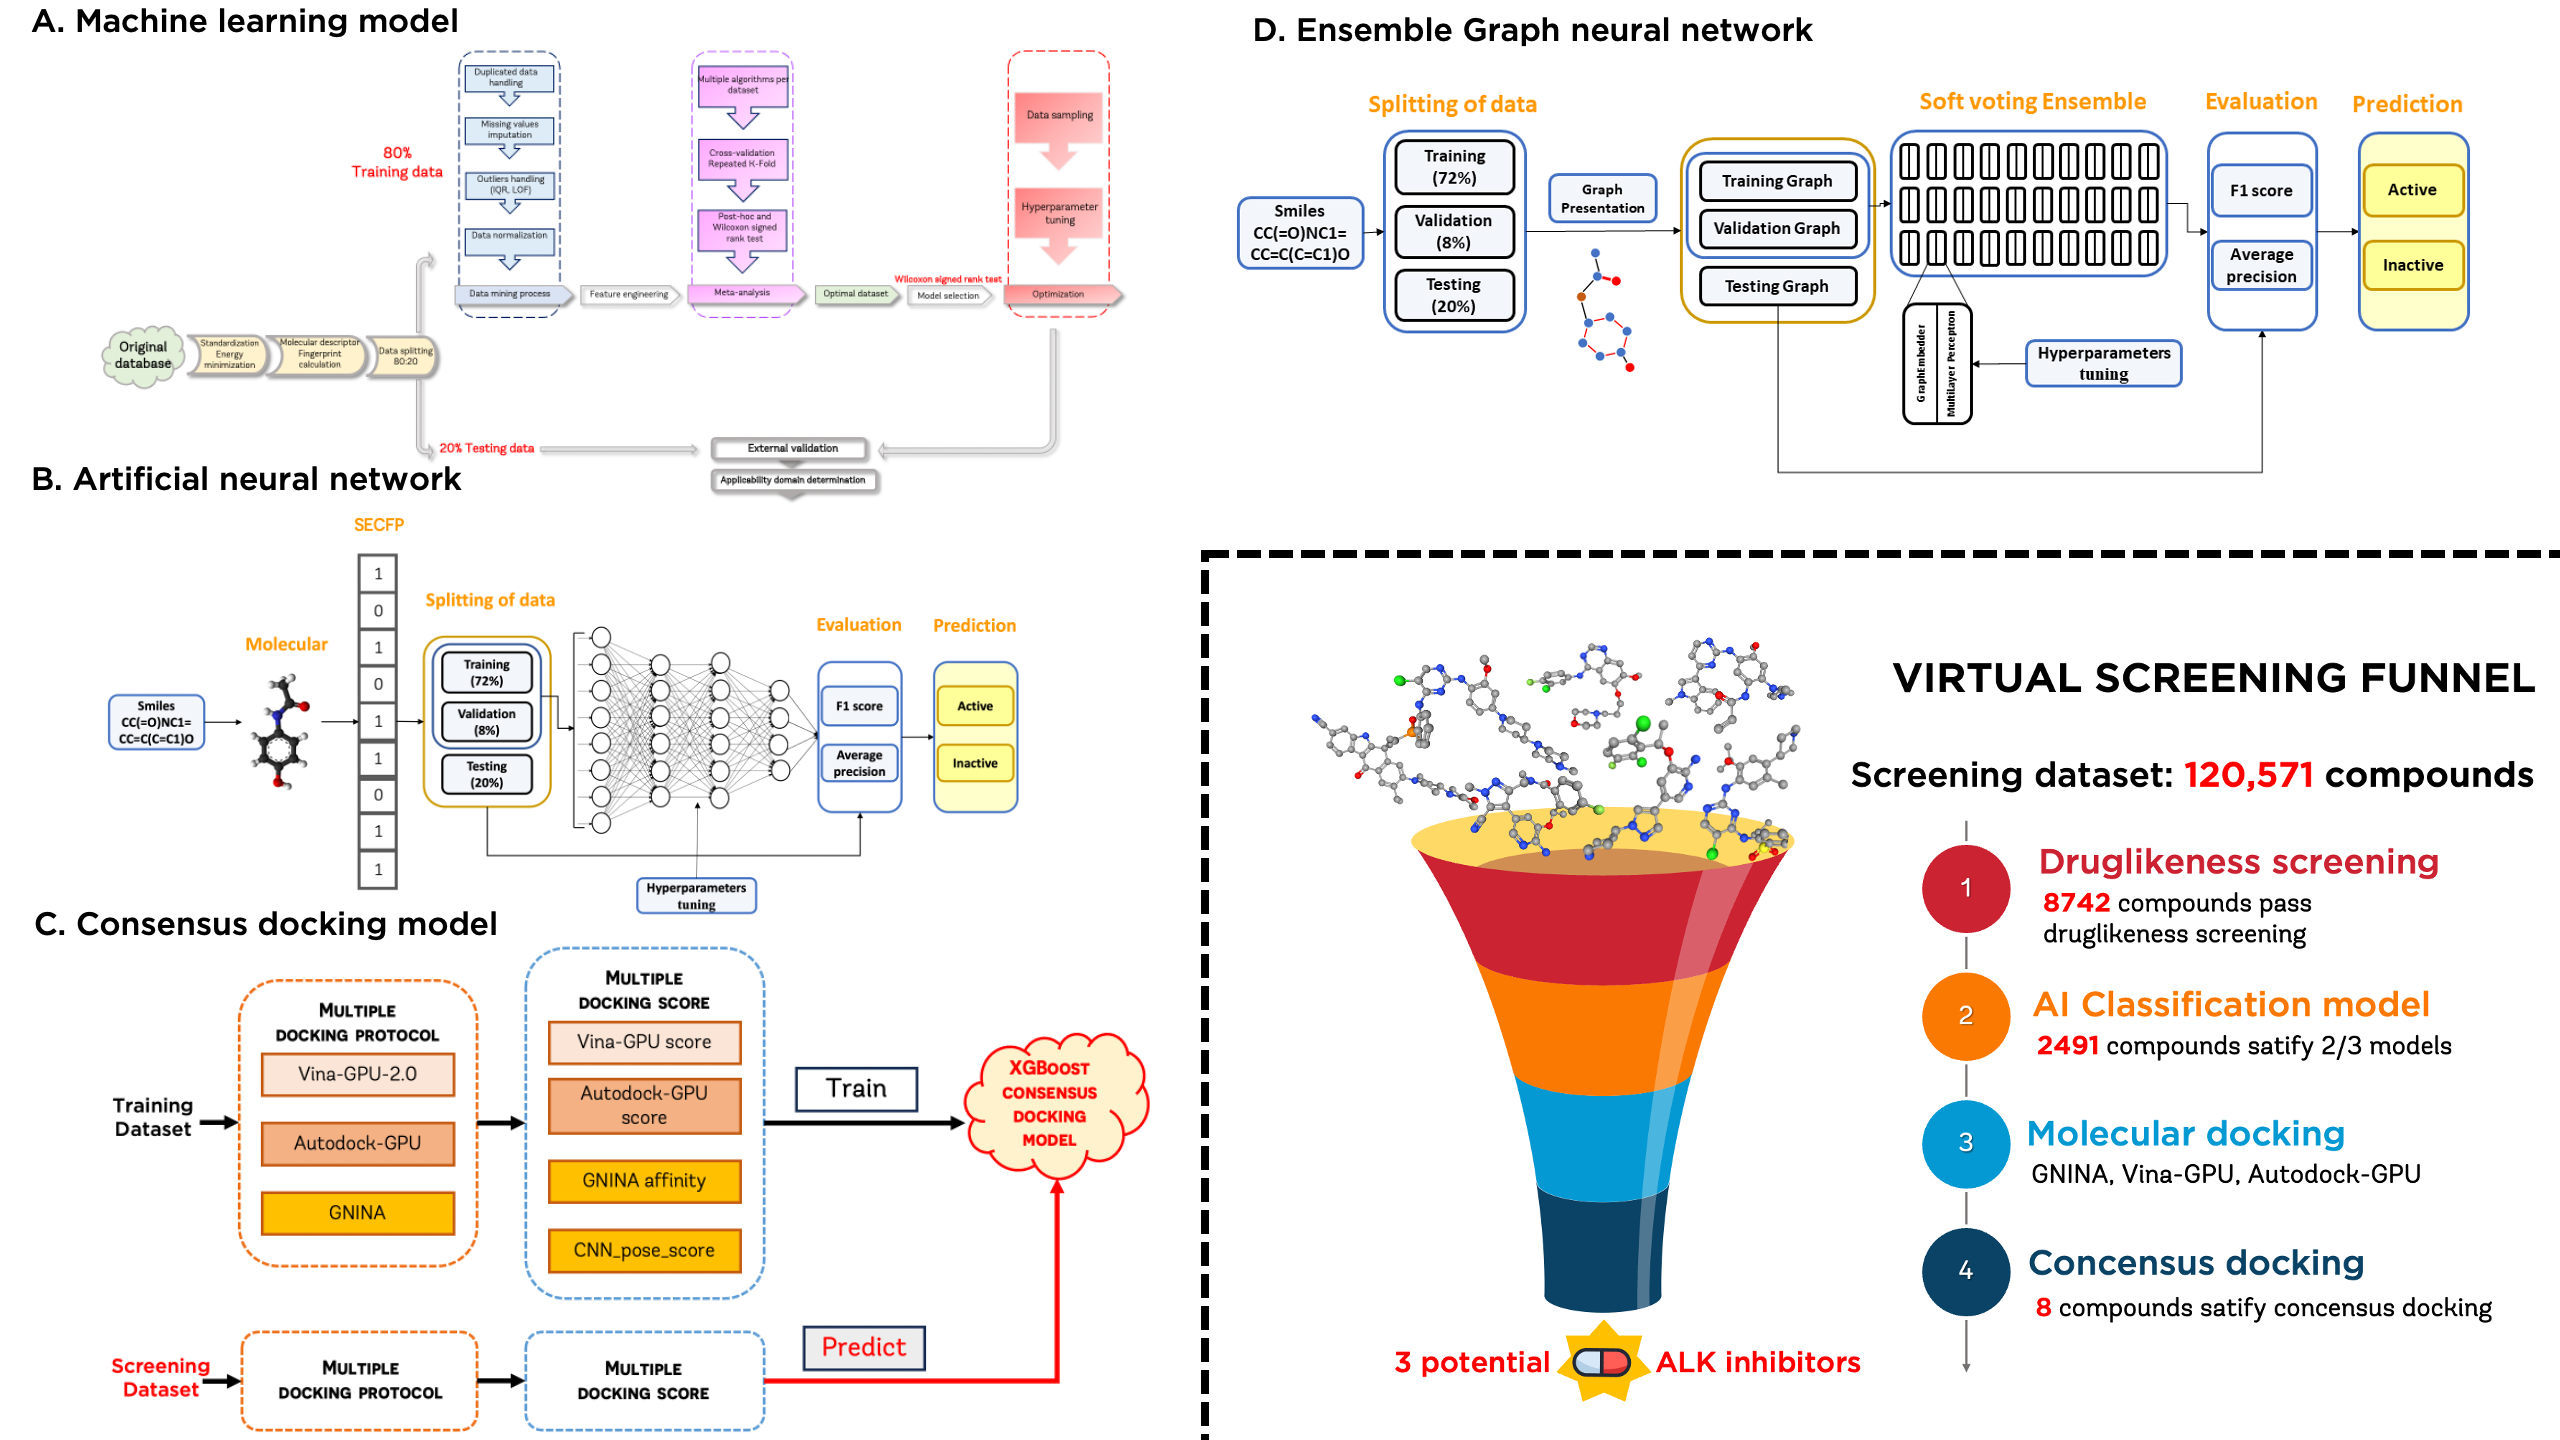 A. Machine learning model
Duplicated data
handling
Missing values
imputation
Outliers handling
(IQR, LOF)
Data normalization
Data mining process
80%
Training data
Feature engineering
Multiple algorithms per
dataset
Cross-validation
Repeated K-Fold
Post-hoc and
Wilcoxon signed
rank test
Meta-analysis
Optimal dataset
Wilcoxon signed rank test
Model selection
Data sampling
Hyperparameter
tuning
Optimization
Original
database
Standardization
Energy
minimization
Molecular descriptor
Fingerprint
calculation
Data splitting
80:20
20% Testing data
External validation
Applicability domain determination
B. Artificial neural network
SECFP
1
0
1
0
1
1
0
1
1
Smiles
CC(=O)NC1=
CC=C(C=C1)O
Molecular
CH3
N
H
O
H
Splitting of data
Training
(72%)
Validation
(8%)
Testing
(20%)
Hyperparameters
tuning
Evaluation
F1 score
Average
precision
Prediction
Active
Inactive
C. Consensus docking model
Training
Dataset
MULTIPLE
DOCKING PROTOCOL
Vina-GPU-2.0
Autodock-GPU
GNINA
MULTIPLE
DOCKING SCORE
Vina-GPU score
Autodock-GPU
score
GNINA affinity
CNN_pose_score
Train
XGBOOST
CONSENSUS
DOCKING
MODEL
Screening
Dataset
MULTIPLE
DOCKING PROTOCOL
MULTIPLE
DOCKING SCORE
Predict
D. Ensemble Graph neural network
Smiles
CC(=O)NC1=
CC=C(C=C1)O
Splitting of data
Training
(72%)
Validation
(8%)
Testing
(20%)
Graph
Presentation
Training Graph
Validation Graph
Testing Graph
Soft voting Ensemble
GraphEmbedder
Multilayer Perceptron
Hyperparameters
tuning
Evaluation
F1 score
Average
precision
Prediction
Active
Inactive
VIRTUAL SCREENING FUNNEL
Screening dataset: 120,571 compounds
1
Druglikeness screening
8742 compounds pass
druglikeness screening
2
AI Classification model
2491 compounds satify 2/3 models
3
Molecular docking
GNINA, Vina-GPU, Autodock-GPU
4
Concensus docking
8 compounds satify concensus docking
3 potential
ALK inhibitors